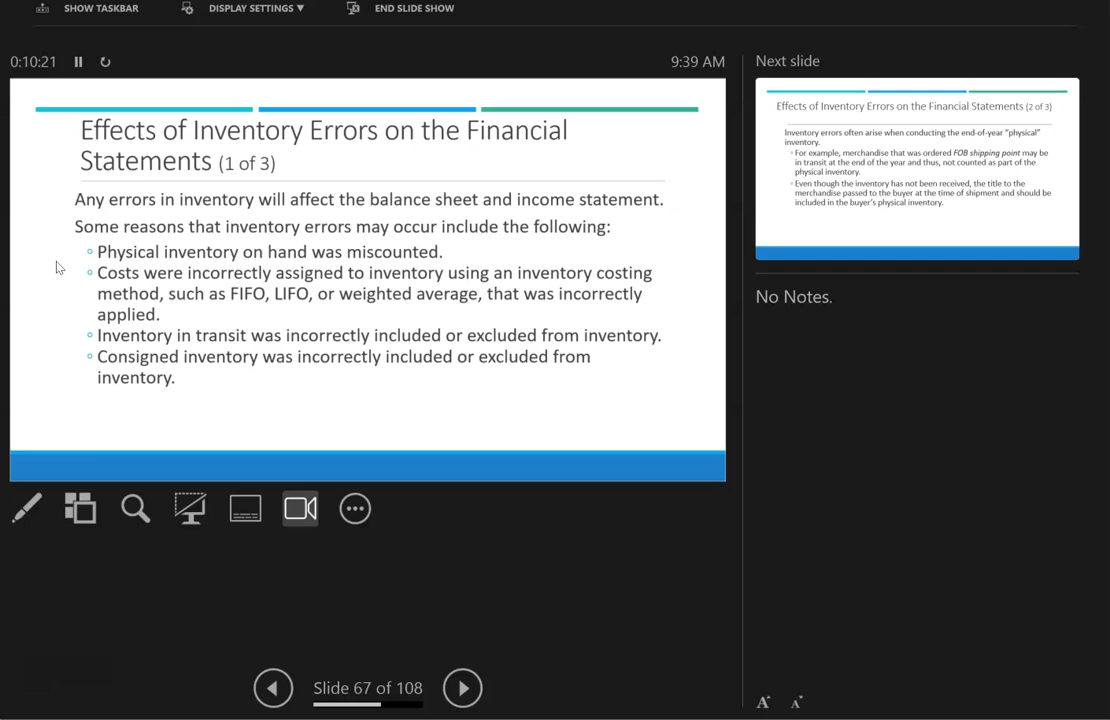 SHOW TASKBAR
DISPLAY SETTINGS ▼
END SLIDE SHOW
0:10:21
9:39 AM
Effects of Inventory Errors on the Financial
Statements (1 of 3)
Any errors in inventory will affect the balance sheet and income statement.
Some reasons that inventory errors may occur include the following:
◦ Physical inventory on hand was miscounted.
◦ Costs were incorrectly assigned to inventory using an inventory costing
method, such as FIFO, LIFO, or weighted average, that was incorrectly
applied.
◦ Inventory in transit was incorrectly included or excluded from inventory.
◦ Consigned inventory was incorrectly included or excluded from
inventory.
Slide 67 of 108
Next slide
Effects of Inventory Errors on the Financial Statements (2 of 3)
Inventory errors often arise when conducting the end-of-year “physical”
inventory.
◦ For example, merchandise that was ordered FOB shipping point may be
in transit at the end of the year and thus, not counted as part of the
physical inventory.
◦ Even though the inventory has not been received, the title to the
merchandise passed to the buyer at the time of shipment and should be
included in the buyer’s physical inventory.
No Notes.
A A